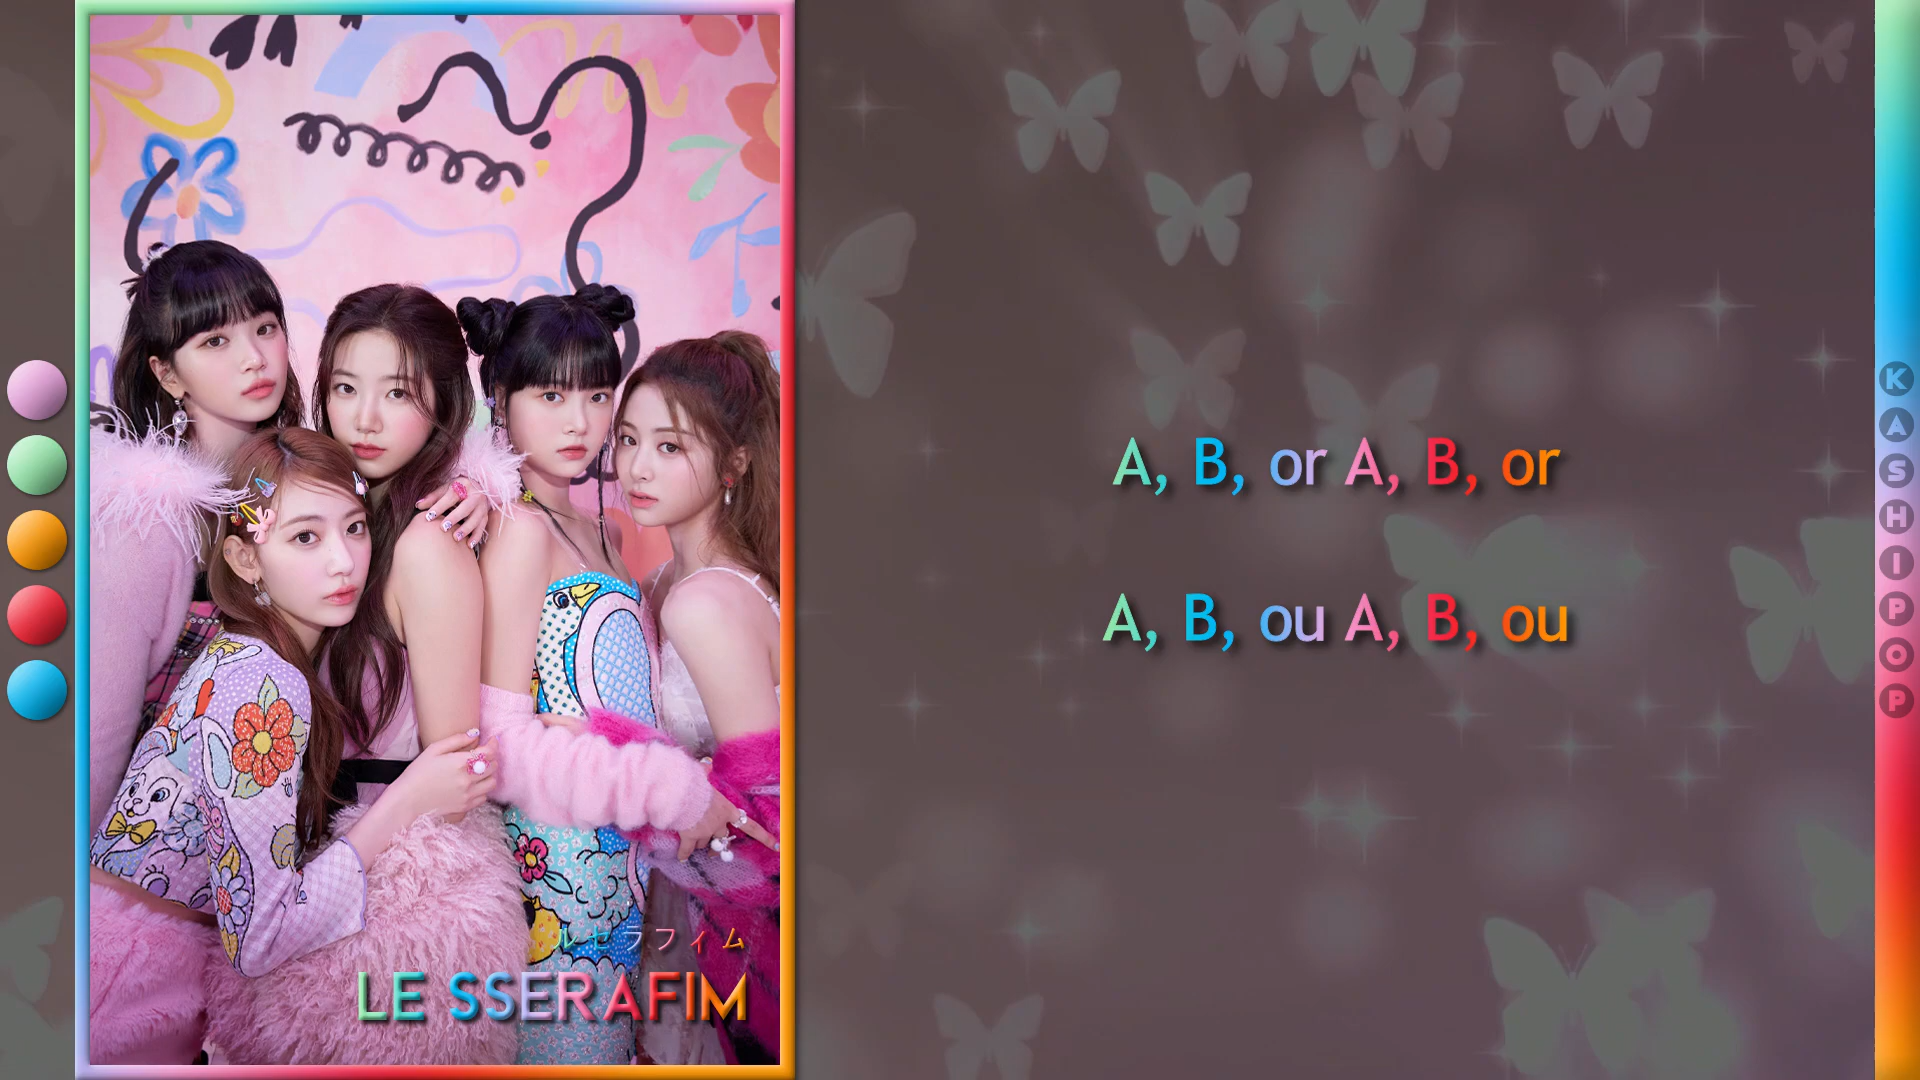 ルセラフィム
LE SSERAFIM
A, B, or A, B, or
A, B, ou A, B, ou
KASHIPOP